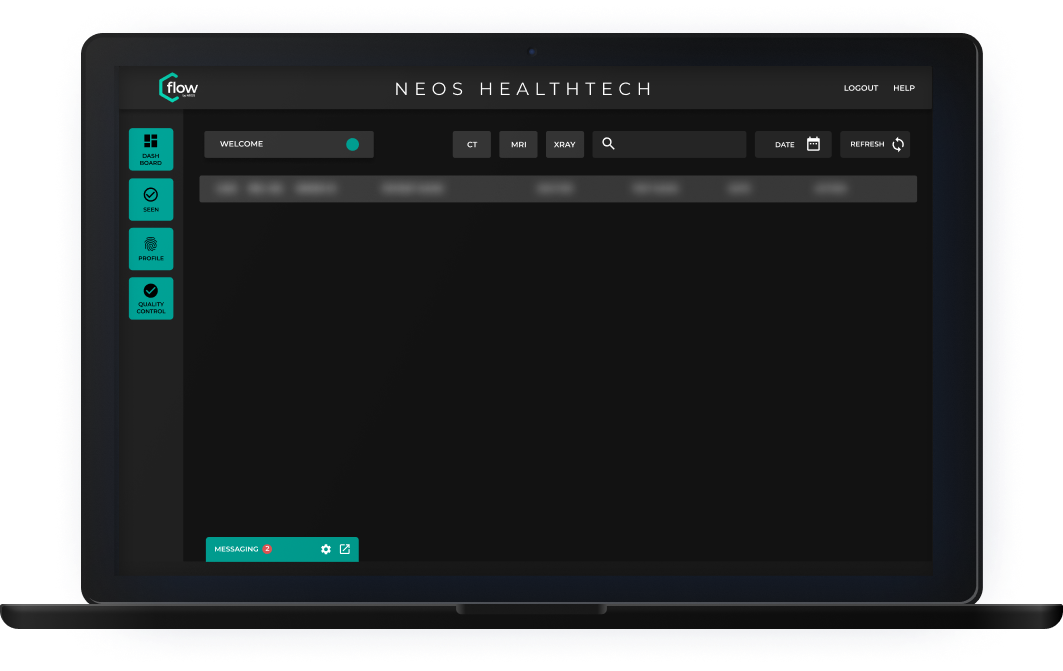 flow
NEOS HEALTHTECH
LOGOUT
HELP
WELCOME
CT
MRI
XRAY
DATE
REFRESH
DASH
BOARD
SEEN
PROFILE
QUALITY
CONTROL
MESSAGING 2